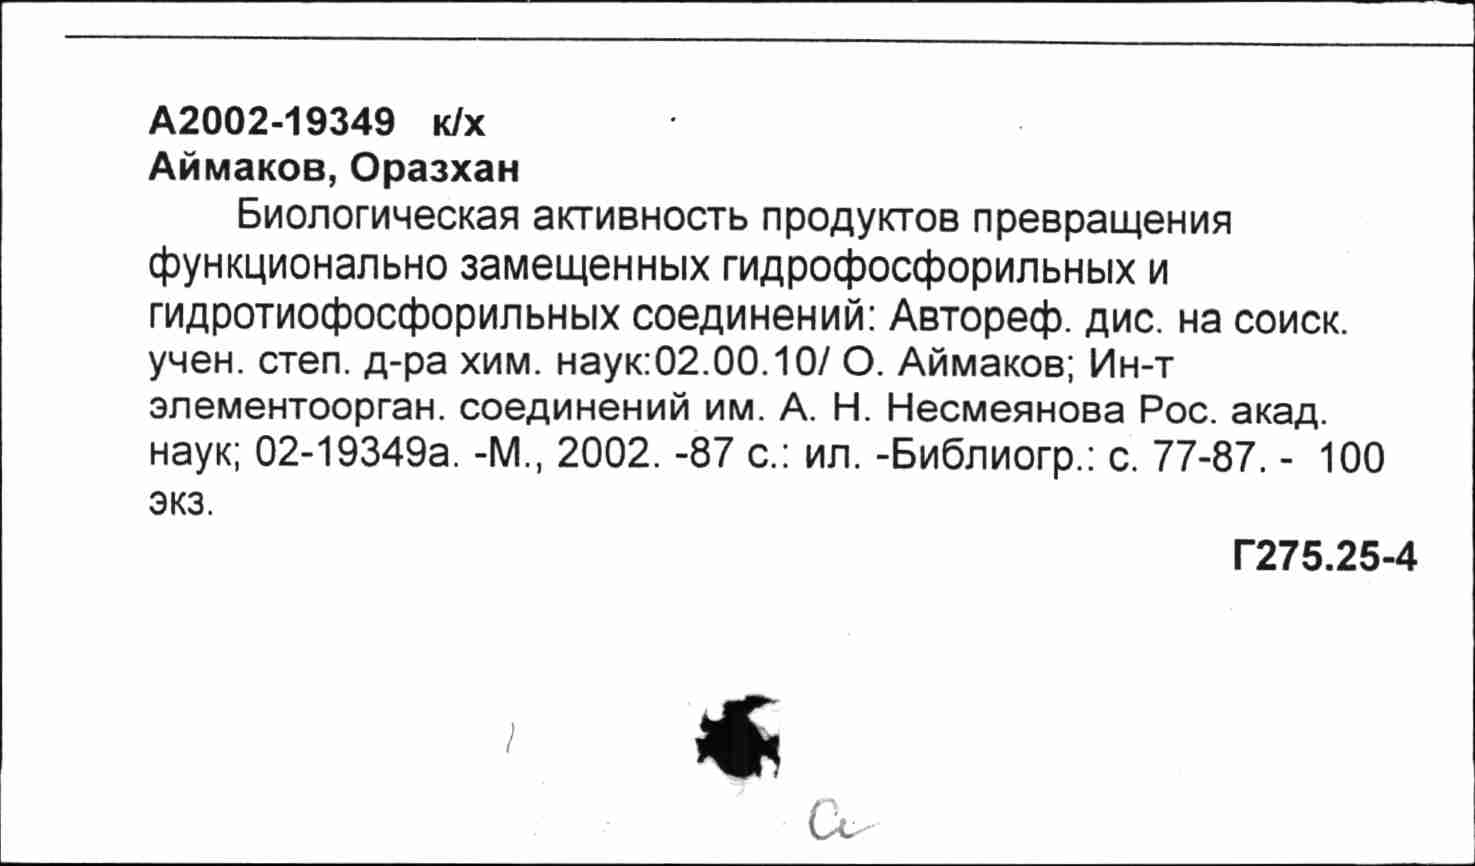 А2002-19349 к/х
Аймаков, Оразхан
Биологическая активность продуктов превращения
функционально замещенных гидрофосфорильных и
гидротиофосфорильных соединений: Автореф. дис. на соиск.
учен. степ. д-ра хим. наук:02.00.10/ О. Аймаков; Ин-т
элементоорган. соединений им. А. Н. Несмеянова Рос. акад.
наук; 02-19349а. -М., 2002. -87 с.: ил. -Библиогр.: с. 77-87. - 100
экз.
Г275.25-4